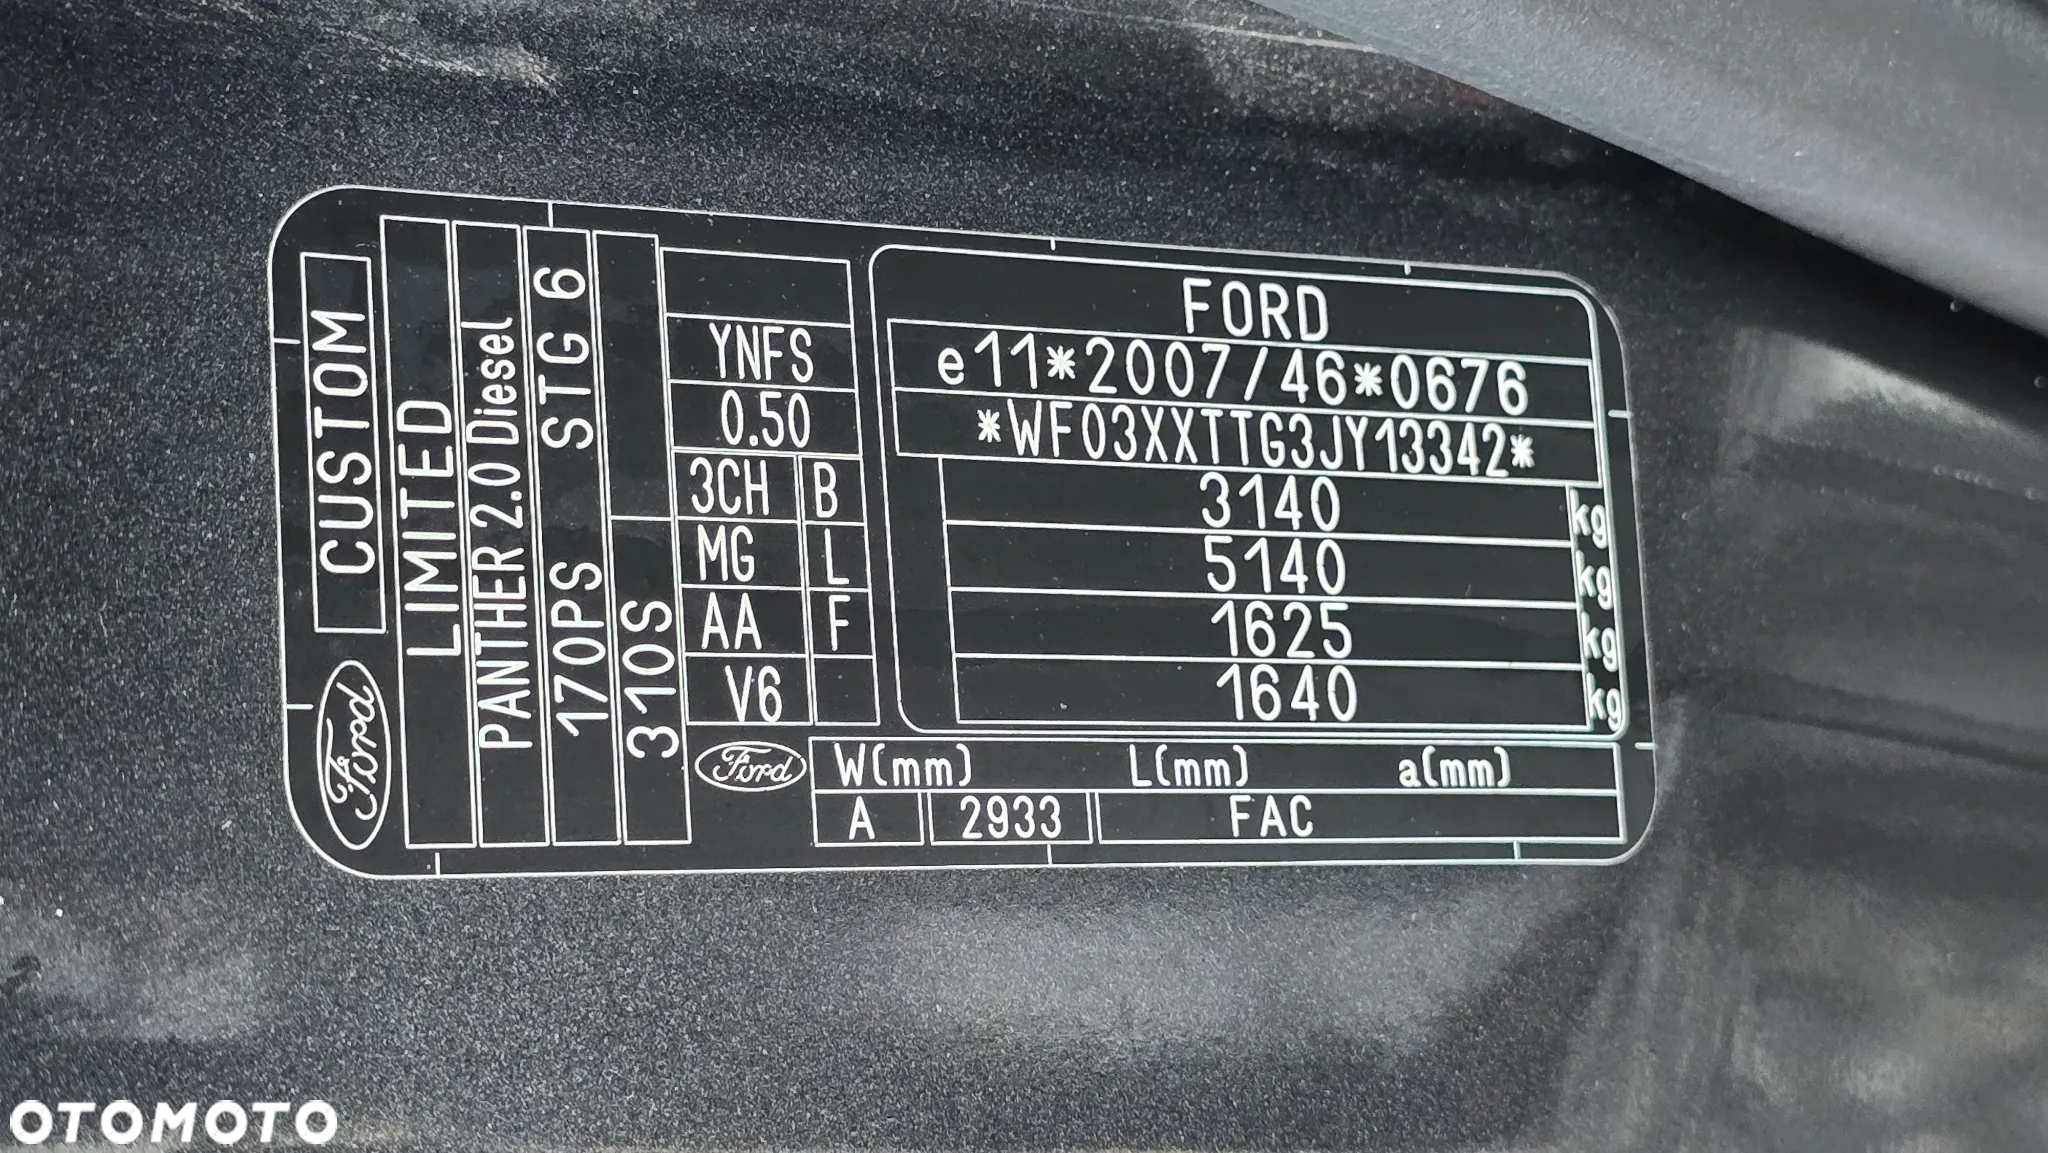 Ford CUSTOM
LIMITED
PANTHER 2.0 Diesel
170PS STG 6
310S
YNFS
0.50
3CH B
MG L
AA F
V6
FORD
e11*2007/46*0676
*WF03XXTTG3JY13342*
3140 kg
5140 kg
1625 kg
1640 kg
Ford W(mm) L(mm) a(mm)
A 2933 FAC
OTOMOTO